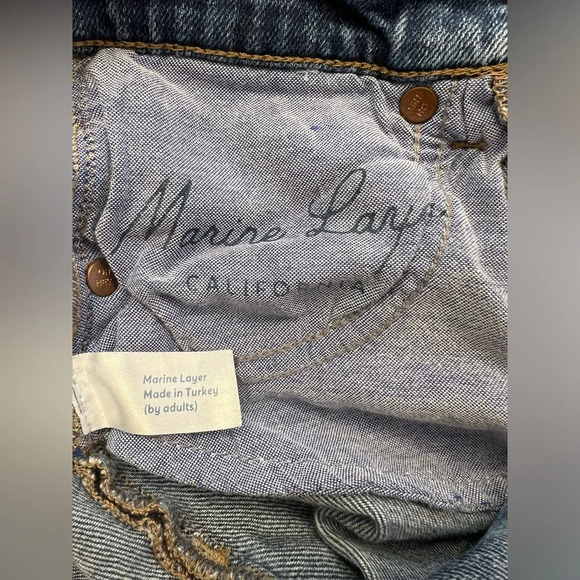 Marine Layer
CALIFORNIA
Marine Layer
Made in Turkey
(by adults)